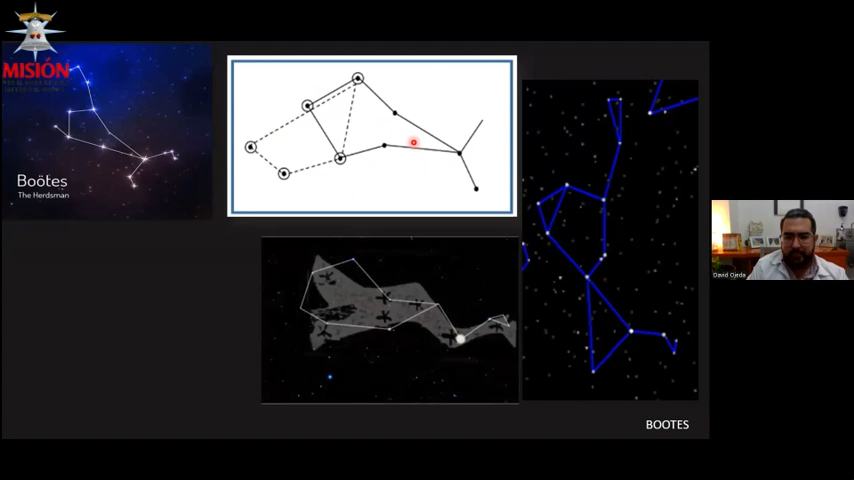 MISIÓN
Boötes
The Herdsman
David Ojeda
BOOTES